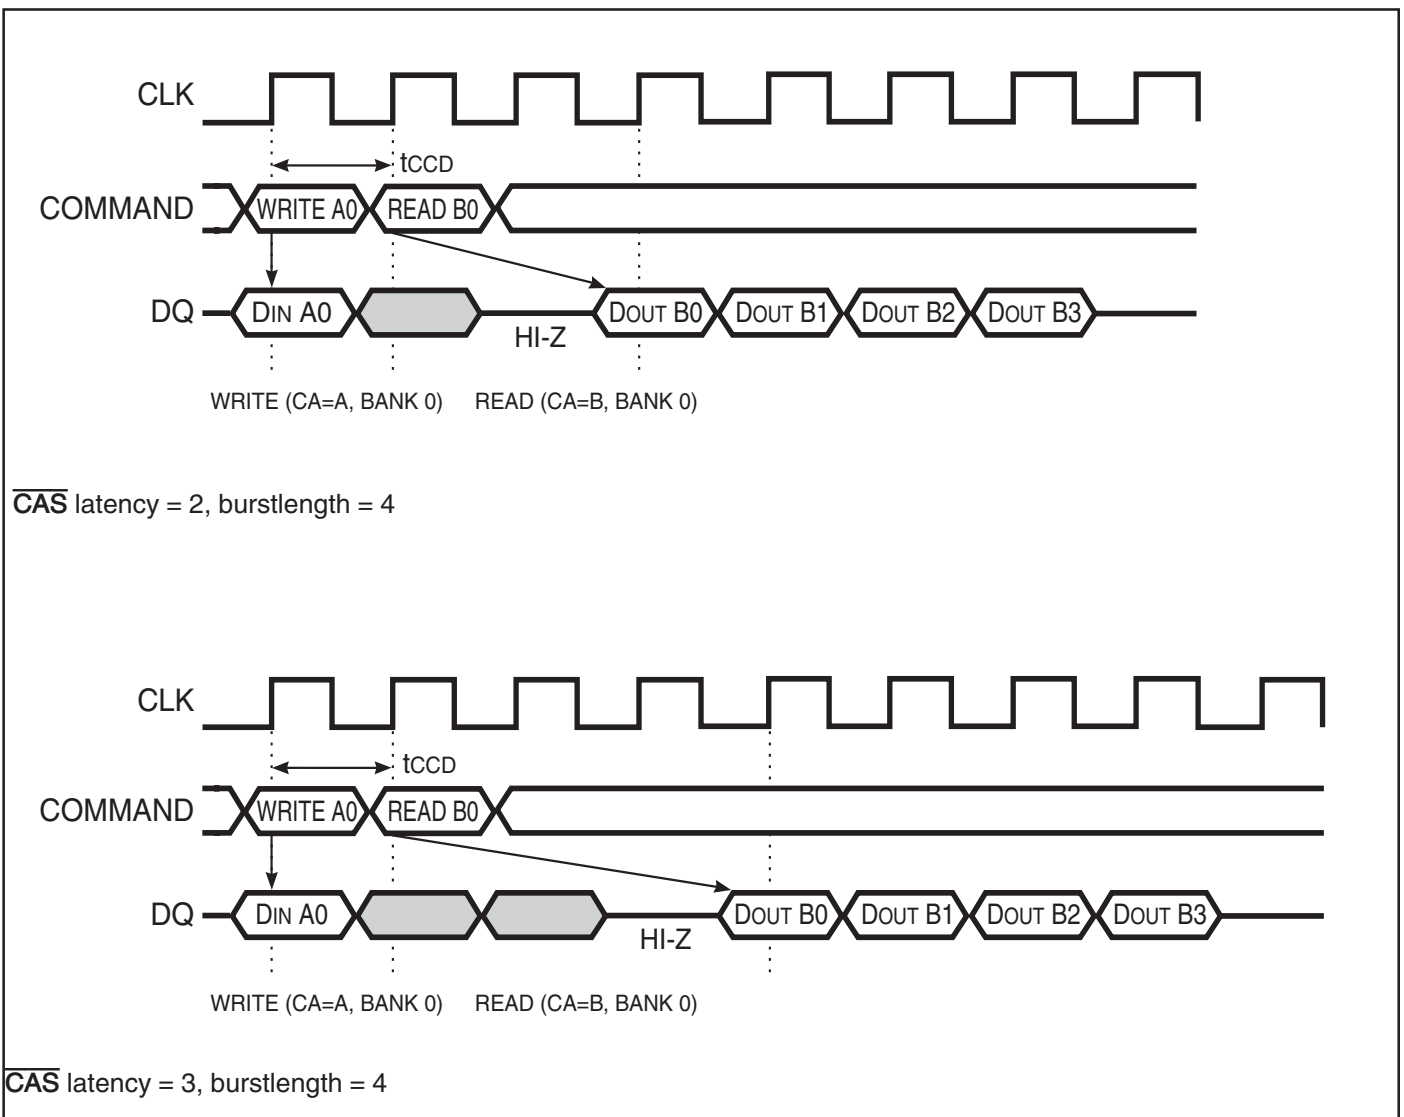 CLK
tCCD
COMMAND WRITE A0 READ B0
DQ DIN A0 DOUT B0 DOUT B1 DOUT B2 DOUT B3
HI-Z
WRITE (CA=A, BANK 0) READ (CA=B, BANK 0)
CAS latency = 2, burstlength = 4
CLK
tCCD
COMMAND WRITE A0 READ B0
DQ DIN A0 DOUT B0 DOUT B1 DOUT B2 DOUT B3
HI-Z
WRITE (CA=A, BANK 0) READ (CA=B, BANK 0)
CAS latency = 3, burstlength = 4